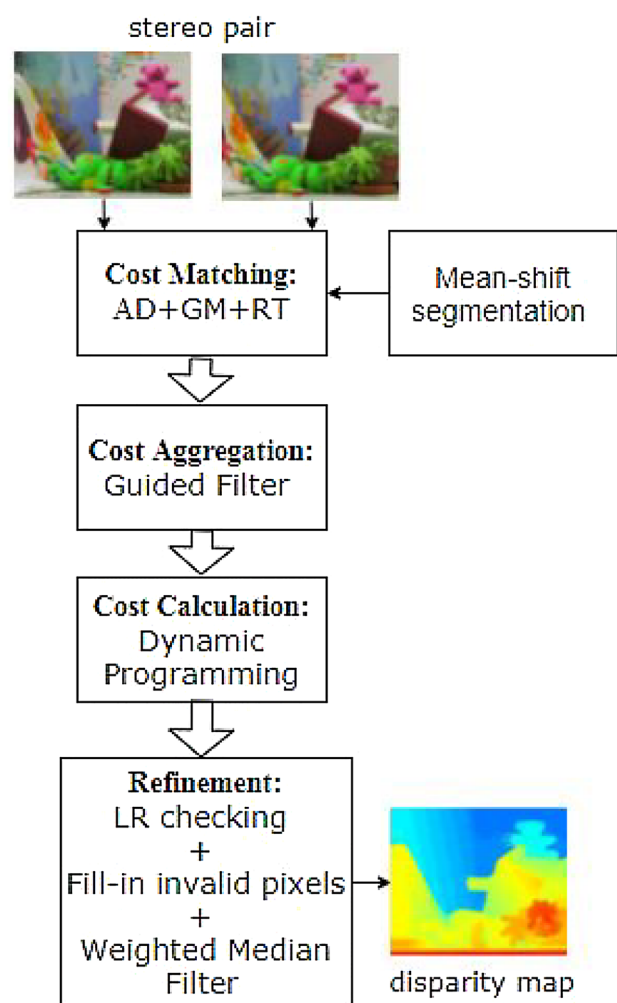 stereo pair
Cost Matching:
AD+GM+RT
Mean-shift
segmentation
Cost Aggregation:
Guided Filter
Cost Calculation:
Dynamic
Programming
Refinement:
LR checking
+
Fill-in invalid pixels
+
Weighted Median
Filter
disparity map